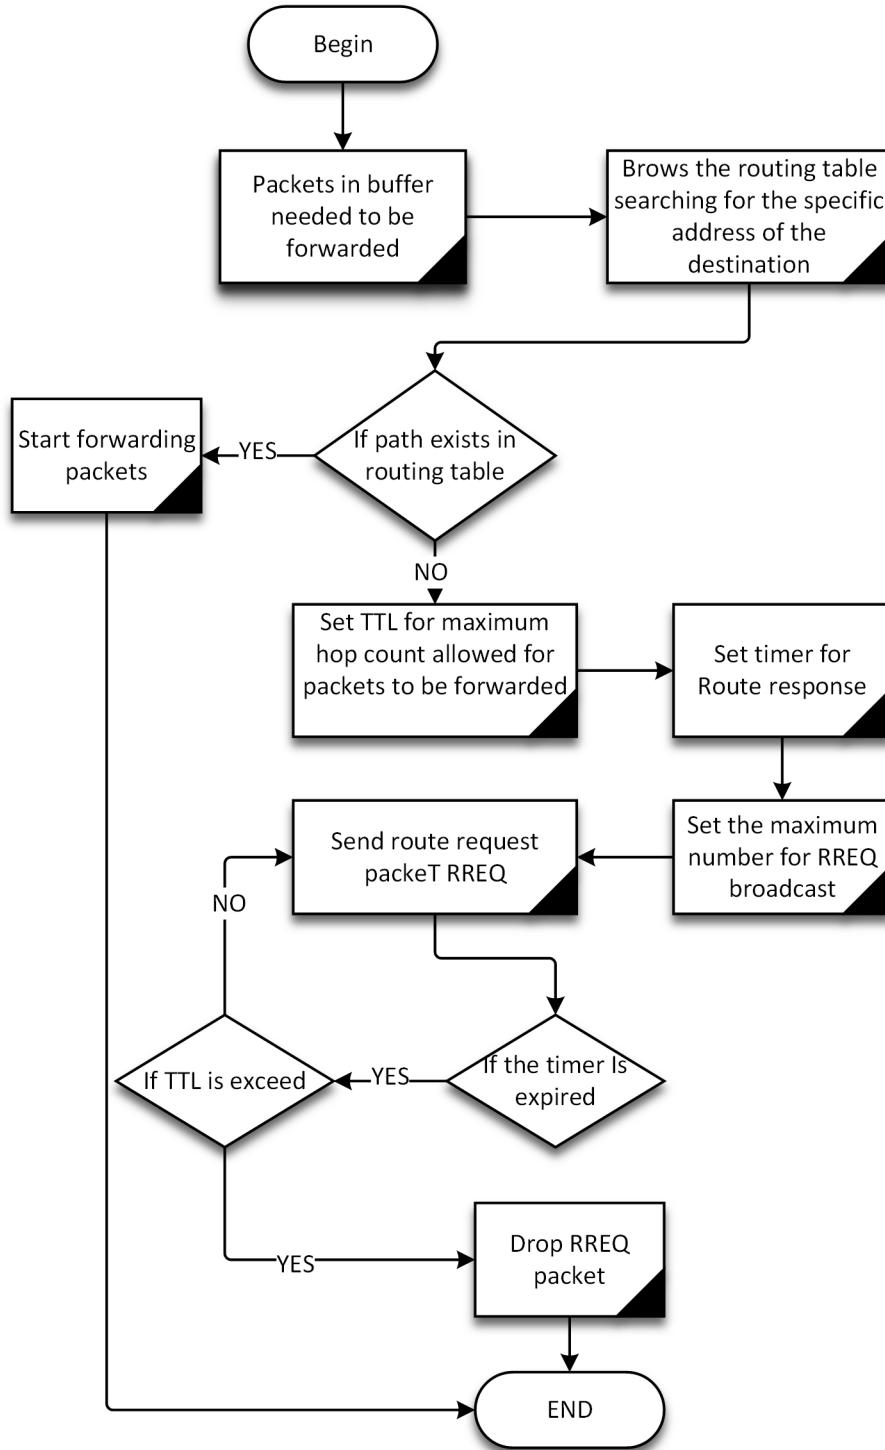 Begin
Packets in buffer
needed to be
forwarded
Brows the routing table
searching for the specific
address of the
destination
If path exists in
routing table
YES
Start forwarding
packets
NO
Set TTL for maximum
hop count allowed for
packets to be forwarded
Set timer for
Route response
Set the maximum
number for RREQ
broadcast
Send route request
packeT RREQ
NO
If the timer Is
expired
YES
If TTL is exceed
YES
Drop RREQ
packet
END